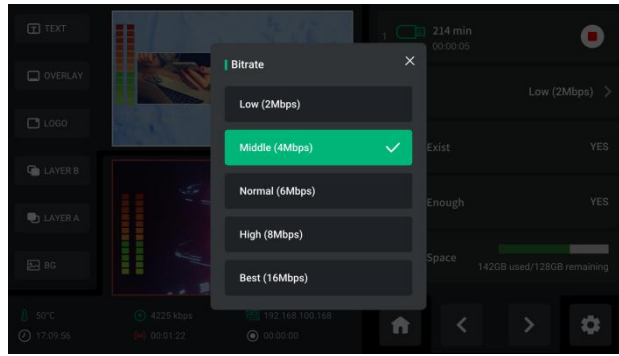 TEXT
OVERLAY
LOGO
LAYER B
LAYER A
BG
50°C
4225 kbps
192.168.100.168
17:09:56
00:01:22
00:00:00
Bitrate
Low (2Mbps)
Middle (4Mbps)
Normal (6Mbps)
High (8Mbps)
Best (16Mbps)
1
214 min
00:00:05
Low (2Mbps)
Exist YES
Enough YES
Space
142GB used/128GB remaining